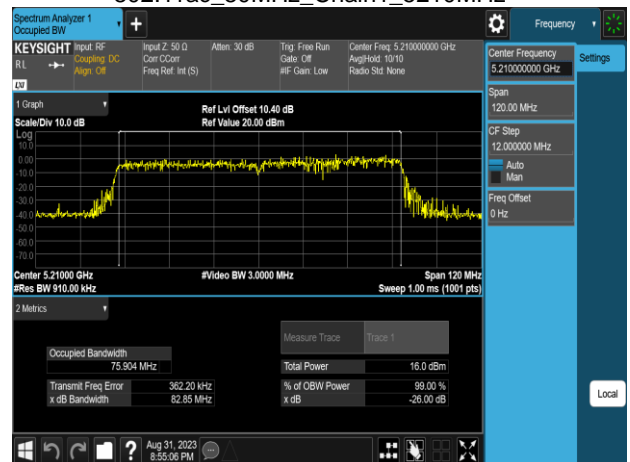 802.11ac_80MHz_Chain1_5210MHz
Spectrum Analyzer 1
Occupied BW
Frequency
KEYSIGHT
Input: RF
Input Z: 50 Ω
Atten: 30 dB
Trig: Free Run
Center Freq: 5.210000000 GHz
RL
Coupling: DC
Corr CCorr
Gate: Off
Avg|Hold: 10/10
Align: Off
Freq Ref: Int (S)
#IF Gain: Low
Radio Std: None
LXI
Center Frequency
5.210000000 GHz
Settings
Span
120.00 MHz
CF Step
12.000000 MHz
Auto
Man
Freq Offset
0 Hz
1 Graph
Ref Lvl Offset 10.40 dB
Scale/Div 10.0 dB
Ref Value 20.00 dBm
Log
10.0
0.00
-10.0
-20.0
-30.0
-40.0
-50.0
-60.0
-70.0
Center 5.21000 GHz
#Video BW 3.0000 MHz
Span 120 MHz
#Res BW 910.00 kHz
Sweep 1.00 ms (1001 pts)
2 Metrics
Measure Trace
Trace 1
Occupied Bandwidth
75.904 MHz
Total Power
16.0 dBm
Transmit Freq Error
362.20 kHz
% of OBW Power
99.00 %
x dB Bandwidth
82.85 MHz
x dB
-26.00 dB
Local
Aug 31, 2023
8:55:06 PM